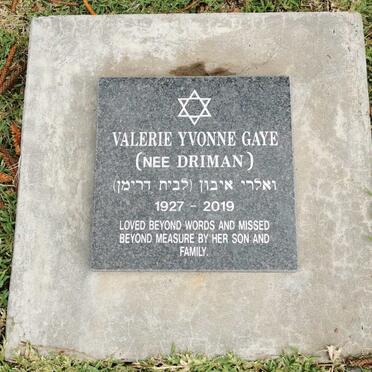 VALERIE YVONNE GAYE
(NEE DRIMAN)
ואלרי איבון (לבית דרימן)
1927 - 2019
LOVED BEYOND WORDS AND MISSED
BEYOND MEASURE BY HER SON AND
FAMILY.